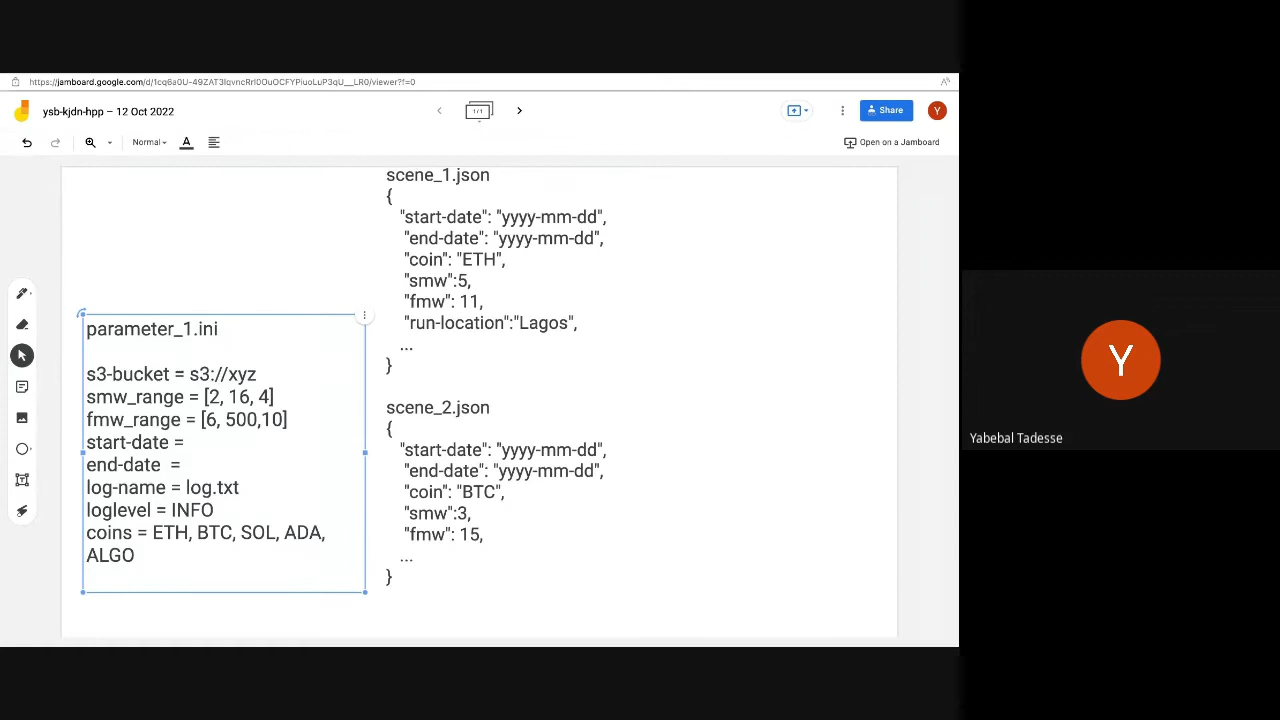 https://jamboard.google.com/d/1cq6a0U-49ZAT3lqvncRrI0OuOCFYPiuoLuP3qU__LR0/viewer?f=0
ysb-kjdn-hpp – 12 Oct 2022
1/1
Share
Y
Normal
A
Open on a Jamboard
scene_1.json
{
"start-date": "yyyy-mm-dd",
"end-date": "yyyy-mm-dd",
"coin": "ETH",
"smw":5,
"fmw": 11,
"run-location":"Lagos",
...
}
scene_2.json
{
"start-date": "yyyy-mm-dd",
"end-date": "yyyy-mm-dd",
"coin": "BTC",
"smw":3,
"fmw": 15,
...
}
parameter_1.ini
s3-bucket = s3://xyz
smw_range = [2, 16, 4]
fmw_range = [6, 500,10]
start-date =
end-date  =
log-name = log.txt
loglevel = INFO
coins = ETH, BTC, SOL, ADA,
ALGO
Y
Yabebal Tadesse